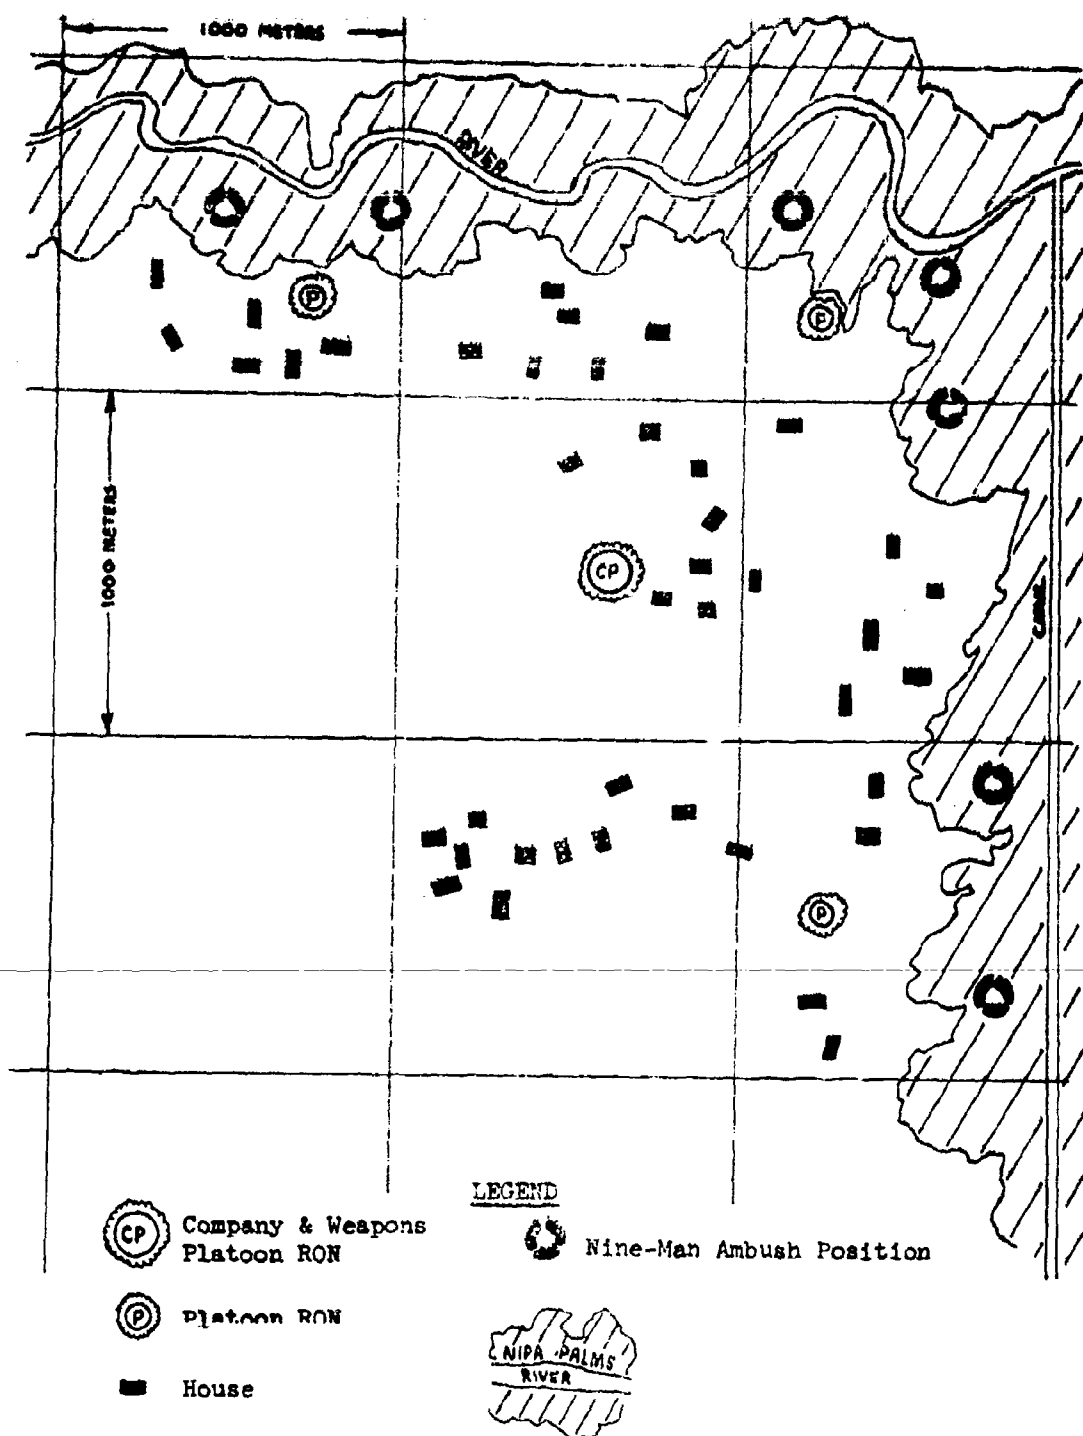 1000 METERS
RIVER
P
P
1000 METERS
CP
CANAL
P
LEGEND
CP Company & Weapons
Platoon RON
Nine-Man Ambush Position
P Platoon RON
NIPA PALMS
RIVER
House